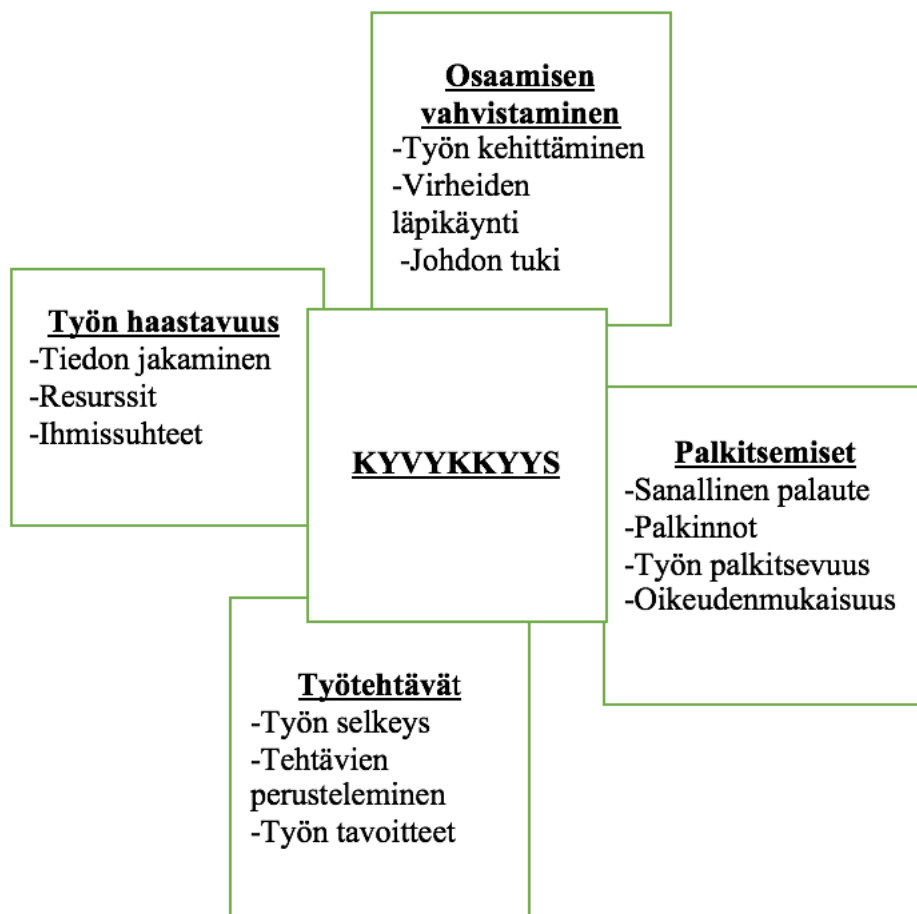 Osaamisen
vahvistaminen
-Työn kehittäminen
-Virheiden
läpikäynti
-Johdon tuki
Työn haastavuus
-Tiedon jakaminen
-Resurssit
-Ihmissuhteet
KYVYKKYYS
Palkitsemiset
-Sanallinen palaute
-Palkinnot
-Työn palkitsevuus
-Oikeudenmukaisuus
Työtehtävät
-Työn selkeys
-Tehtävien
perusteleminen
-Työn tavoitteet